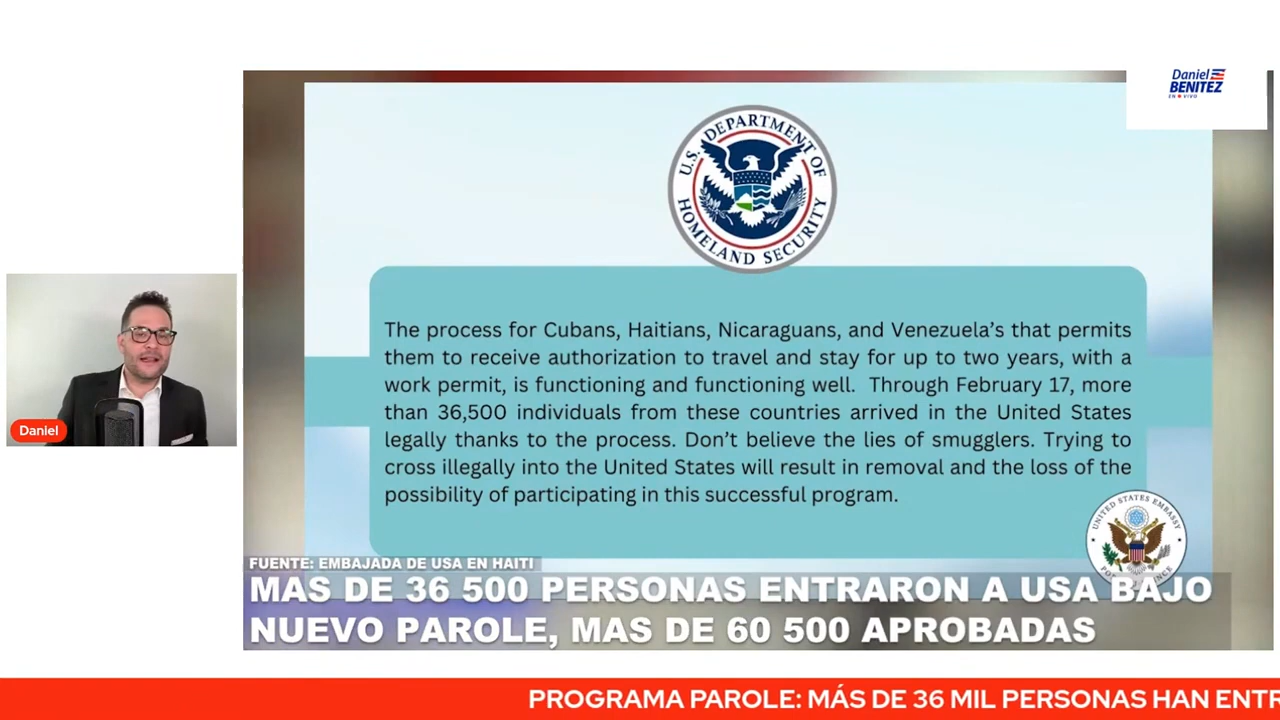 Daniel
BENITEZ
EN VIVO
U.S. DEPARTMENT OF
HOMELAND SECURITY
The process for Cubans, Haitians, Nicaraguans, and Venezuela’s that permits
them to receive authorization to travel and stay for up to two years, with a
work permit, is functioning and functioning well. Through February 17, more
than 36,500 individuals from these countries arrived in the United States
legally thanks to the process. Don’t believe the lies of smugglers. Trying to
cross illegally into the United States will result in removal and the loss of the
possibility of participating in this successful program.
Daniel
UNITED STATES EMBASSY
FUENTE: EMBAJADA DE USA EN HAITI
MAS DE 36 500 PERSONAS ENTRARON A USA BAJO
NUEVO PAROLE, MAS DE 60 500 APROBADAS
PROGRAMA PAROLE: MÁS DE 36 MIL PERSONAS HAN ENTR